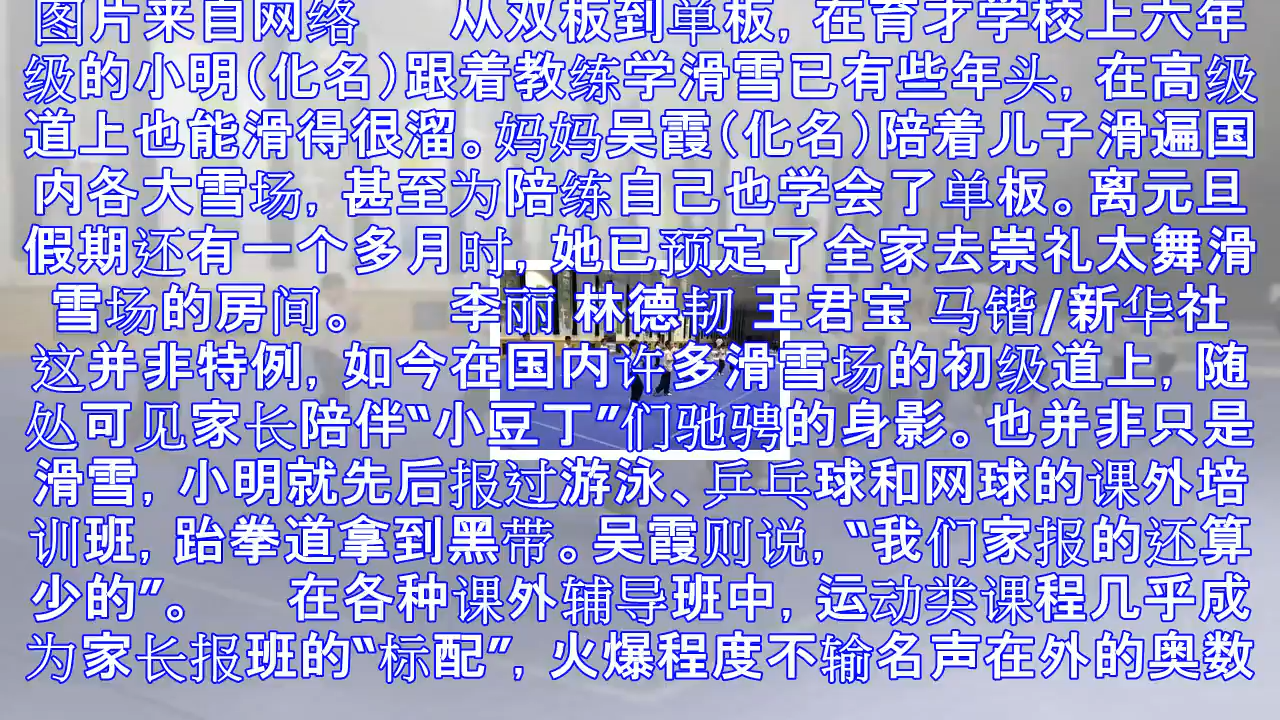 图片来自网络 从双板到单板, 在育才学校上六年
级的小明(化名)跟着教练学滑雪已有些年头, 在高级
道上也能滑得很溜。妈妈吴霞(化名)陪着儿子滑遍国
内各大雪场, 甚至为陪练自己也学会了单板。离元旦
假期还有一个多月时, 她已预定了全家去崇礼太舞滑
雪场的房间。 李丽 林德韧 王君宝 马锴/新华社
这并非特例, 如今在国内许多滑雪场的初级道上, 随
处可见家长陪伴“小豆丁”们驰骋的身影。也并非只是
滑雪, 小明就先后报过游泳、乒乓球和网球的课外培
训班, 跆拳道拿到黑带。吴霞则说, “我们家报的还算
少的”。 在各种课外辅导班中, 运动类课程几乎成
为家长报班的“标配”, 火爆程度不输名声在外的奥数